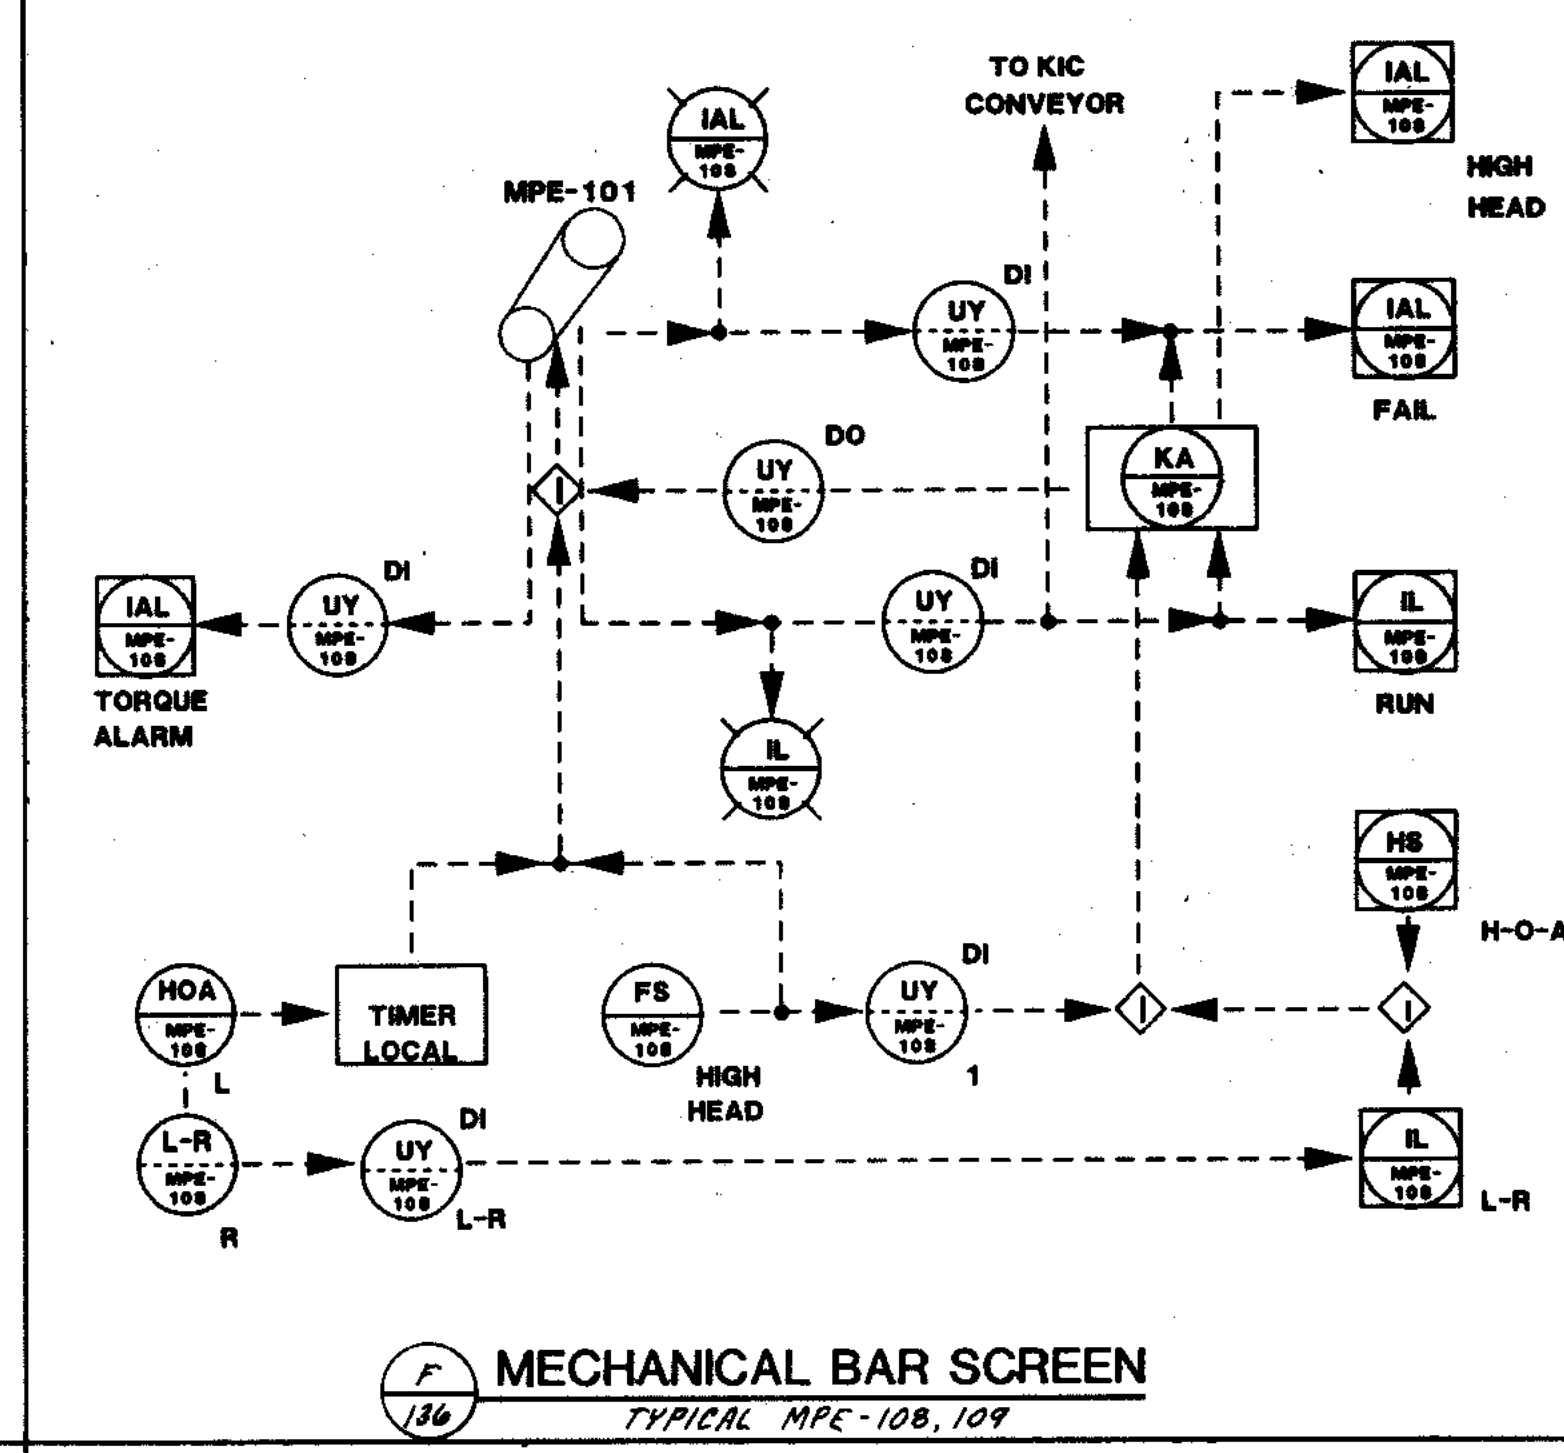 TO KIC
CONVEYOR
IAL
MPE-
108
HIGH
HEAD
IAL
MPE-
108
MPE-101
DI
UY
MPE-
108
IAL
MPE-
108
FAIL
DO
UY
MPE-
108
KA
MPE-
108
IAL
MPE-
108
TORQUE
ALARM
DI
UY
MPE-
108
DI
UY
MPE-
108
IL
MPE-
108
RUN
IL
MPE-
108
HS
MPE-
108
H-O-A
HOA
MPE-
108
L
TIMER
LOCAL
FS
MPE-
108
HIGH
HEAD
DI
UY
MPE-
108
1
I
I
I
L-R
MPE-
108
R
DI
UY
MPE-
108
L-R
IL
MPE-
108
L-R
F
136
MECHANICAL BAR SCREEN
TYPICAL MPE-108, 109